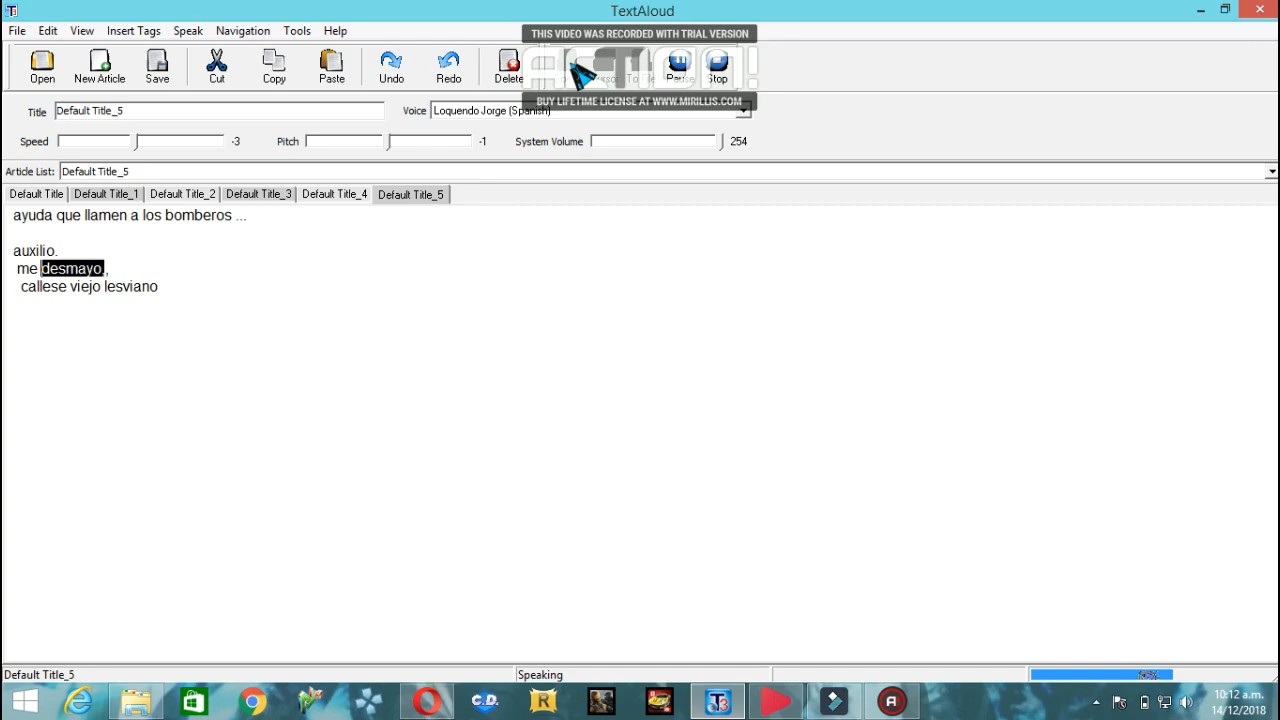 TextAloud
THIS VIDEO WAS RECORDED WITH TRIAL VERSION
File Edit View Insert Tags Speak Navigation Tools Help
Open New Article Save Cut Copy Paste Undo Redo Delete Pause Stop
BUY LIFETIME LICENSE AT WWW.MIRILLIS.COM
Title Default Title_5 Voice Loquendo Jorge (Spanish)
Speed -3 Pitch -1 System Volume 254
Article List: Default Title_5
Default Title Default Title_1 Default Title_2 Default Title_3 Default Title_4 Default Title_5
ayuda que llamen a los bomberos ...
auxilio.
me desmayo,,
callese viejo lesviano
Default Title_5 Speaking
10:12 a.m.
14/12/2018